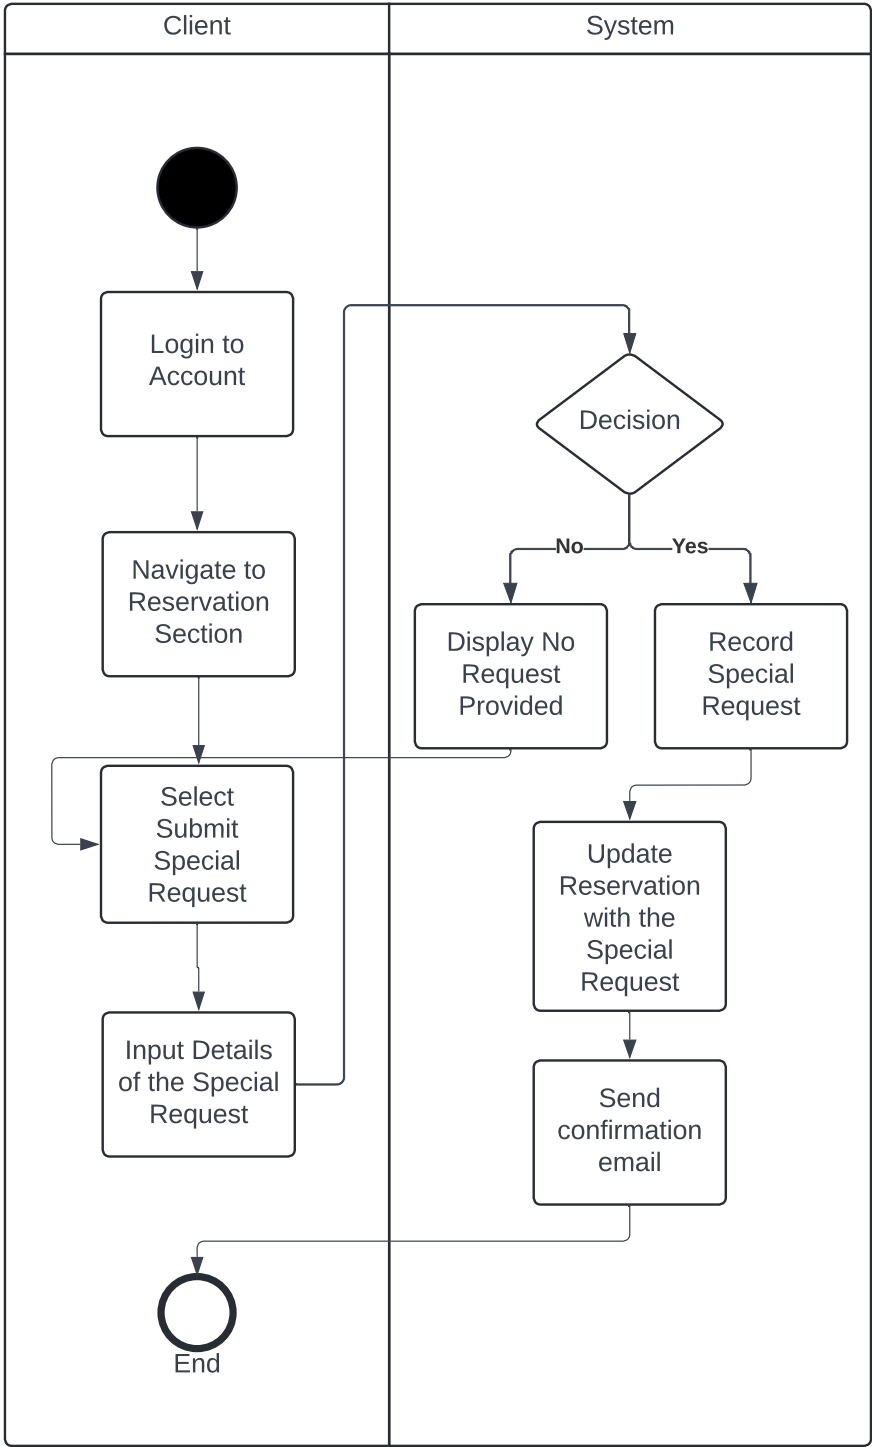 Client
System
Login to
Account
Navigate to
Reservation
Section
Select
Submit
Special
Request
Input Details
of the Special
Request
End
Decision
No
Yes
Display No
Request
Provided
Record
Special
Request
Update
Reservation
with the
Special
Request
Send
confirmation
email